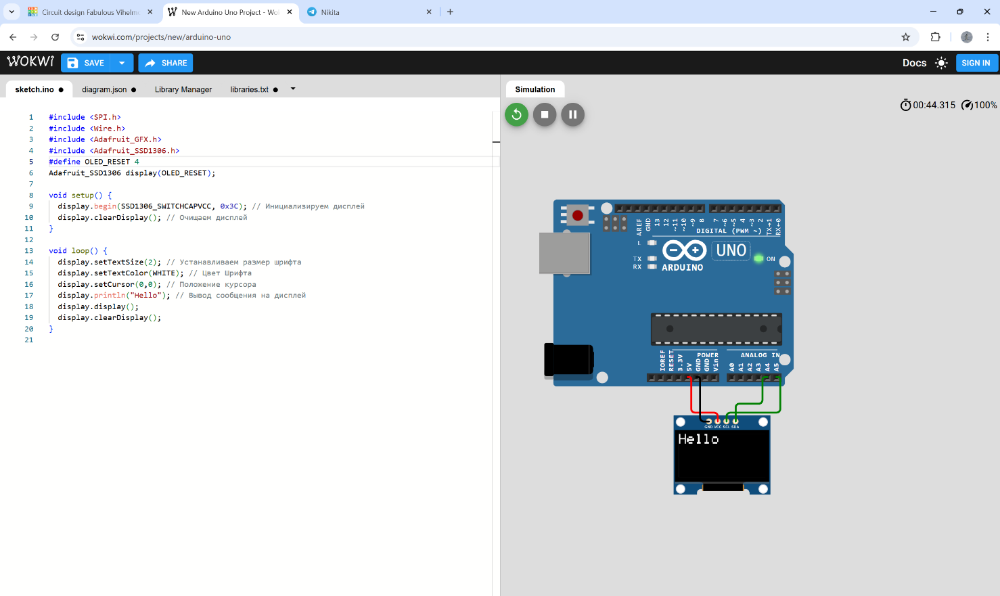 Circuit design Fabulous Vihelmo
New Arduino Uno Project - Wok
Nikita
wokwi.com/projects/new/arduino-uno
WOKWI
SAVE
SHARE
Docs
SIGN IN
sketch.ino
diagram.json
Library Manager
libraries.txt
Simulation
00:44.315
100%
1 #include <SPI.h>
2 #include <Wire.h>
3 #include <Adafruit_GFX.h>
4 #include <Adafruit_SSD1306.h>
5 #define OLED_RESET 4
6 Adafruit_SSD1306 display(OLED_RESET);
7
8 void setup() {
9 display.begin(SSD1306_SWITCHCAPVCC, 0x3C); // Инициализируем дисплей
10 display.clearDisplay(); // Очищаем дисплей
11 }
12
13 void loop() {
14 display.setTextSize(2); // Устанавливаем размер шрифта
15 display.setTextColor(WHITE); // Цвет Шрифта
16 display.setCursor(0,0); // Положение курсора
17 display.println("Hello"); // Вывод сообщения на дисплей
18 display.display();
19 display.clearDisplay();
20 }
21
AREF GND 13 12 ~11 ~10 ~9 8 7 ~6 ~5 4 ~3 2 TX→1 RX←0
DIGITAL (PWM ~)
L
TX
RX
UNO
ARDUINO
ON
IOREF RESET 3.3V 5V GND GND Vin
POWER
ANALOG IN
A0 A1 A2 A3 A4 A5
GND VCC SCL SDA
Hello